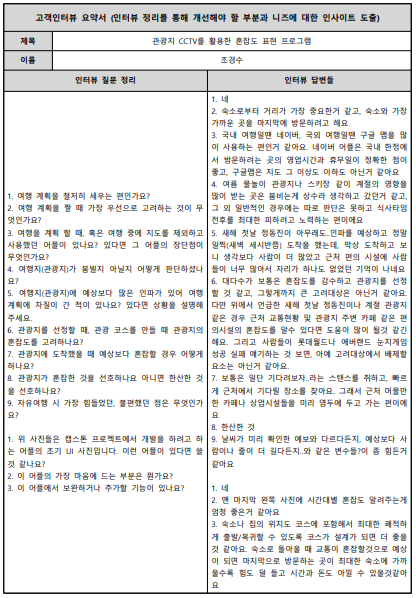 고객인터뷰 요약서 (인터뷰 정리를 통해 개선해야 할 부분과 니즈에 대한 인사이트 도출)
제목
관광지 CCTV를 활용한 혼잡도 표현 프로그램
이름
조경수
인터뷰 질문 정리
1. 여행 계획을 철저히 세우는 편인가요?
2. 여행 계획을 짤 때 가장 우선으로 고려하는 것이 무
엇인가요?
3. 여행을 계획 할 때, 혹은 여행 중에 지도를 제외하고
사용했던 어플이 있나요? 있다면 그 어플의 장단점이
무엇인가요?
4. 여행지(관광지)가 붐빌지 아닐지 어떻게 판단하셨나
요?
5. 여행지(관광지)에 예상보다 많은 인파가 있어 여행
계획에 차질이 간 적이 있나요? 있다면 상황을 설명해
주세요.
6. 관광지를 선정할 때, 관광 코스를 만들 때 관광지의
혼잡도를 고려하나요?
7. 관광지에 도착했을 때 예상보다 혼잡할 경우 어떻게
하나요?
8. 관광지가 혼잡한 것을 선호하나요 아니면 한산한 것
을 선호하나요?
9. 자유여행 시 가장 힘들었던, 불편했던 점은 무엇인가
요?
1. 위 사진들은 캡스톤 프로젝트에서 개발을 하려고 하
는 어플의 초기 UI 사진입니다. 이런 어플이 있다면 쓸
것 같나요?
2. 이 어플의 가장 마음에 드는 부분은 뭔가요?
3. 이 어플에서 보완하거나 추가할 기능이 있나요?
인터뷰 답변들
1. 네
2. 숙소로부터 거리가 가장 중요한거 같고, 숙소와 가장
가까운 곳을 마지막에 방문하려고 해요
3. 국내 여행일땐 네이버, 국외 여행일땐 구글 맵을 많
이 사용하는 편인거 같아요. 네이버 어플은 국내 한정에
서 방문하려는 곳의 영업시간과 휴무일이 정확한 점이
좋고, 구글맵은 지도 그 이상도 이하도 아닌거 같아요
4. 여름 물놀이 관광지나 스키장 같이 계절의 영향을
많이 받는 곳은 붐비는게 상수라 생각하고 갔던거 같고,
그 외 일반적인 경우에는 따로 판단은 못하고 식사타임
전후를 최대한 피하려고 노력하는 편이에요
5. 새해 첫날 정동진이 아무래도..인파를 예상하고 정말
일찍(새벽 세시반쯤) 도착을 했는데, 막상 도착하고 보
니 생각보다 사람이 더 많았고 근처 편의 시설에 사람
들이 너무 많아서 자리가 하나도 없었던 기억이 나네요
6. 대다수가 보통은 혼잡도를 감수하고 관광지를 선정
할 것 같고, 그렇게까지 큰 고려대상은 아닌거 같아요.
다만 위에서 언급한 새해 첫날 정동진이나 계절 관광지
같은 경우 근처 교통현황 및 관광지 주변 카페 같은 편
의시설의 혼잡도를 알수 있다면 도움이 많이 될것 같긴
해요. 그리고 사람들이 롯데월드나 에버랜드 눈치게임
성공 실패 얘기하는 것 보면, 아예 고려대상에서 배제할
요소는 아닌거 같아요.
7. 보통은 일단 기다려보자..라는 스탠스를 취하고, 빠르
게 근처에서 기다릴 장소를 찾아요. 그래서 근처 머물만
한 카페나 상업시설들을 미리 염두에 두고 가는 편이에
요
8. 한산한 것
9. 날씨가 미리 확인한 예보와 다르다든지, 예상보다 사
람이나 줄이 더 길다든지..와 같은 변수들?이 좀 힘든거
같아요
1. 네
2. 맨 마지막 왼쪽 사진에 시간대별 혼잡도 알려주는게
엄청 좋은거 같아요
3. 숙소나 집의 위치도 코스에 포함해서 최대한 쾌적하
게 출발/복귀할 수 있도록 코스가 설계가 되면 더 좋을
것 같아요. 숙소로 돌아올 때 교통이 혼잡할것으로 예상
이 되면 마지막으로 방문하는 곳이 최대한 숙소에 가까
울수록 힘도 덜 들고 시간과 돈도 아낄 수 있을것같아
요